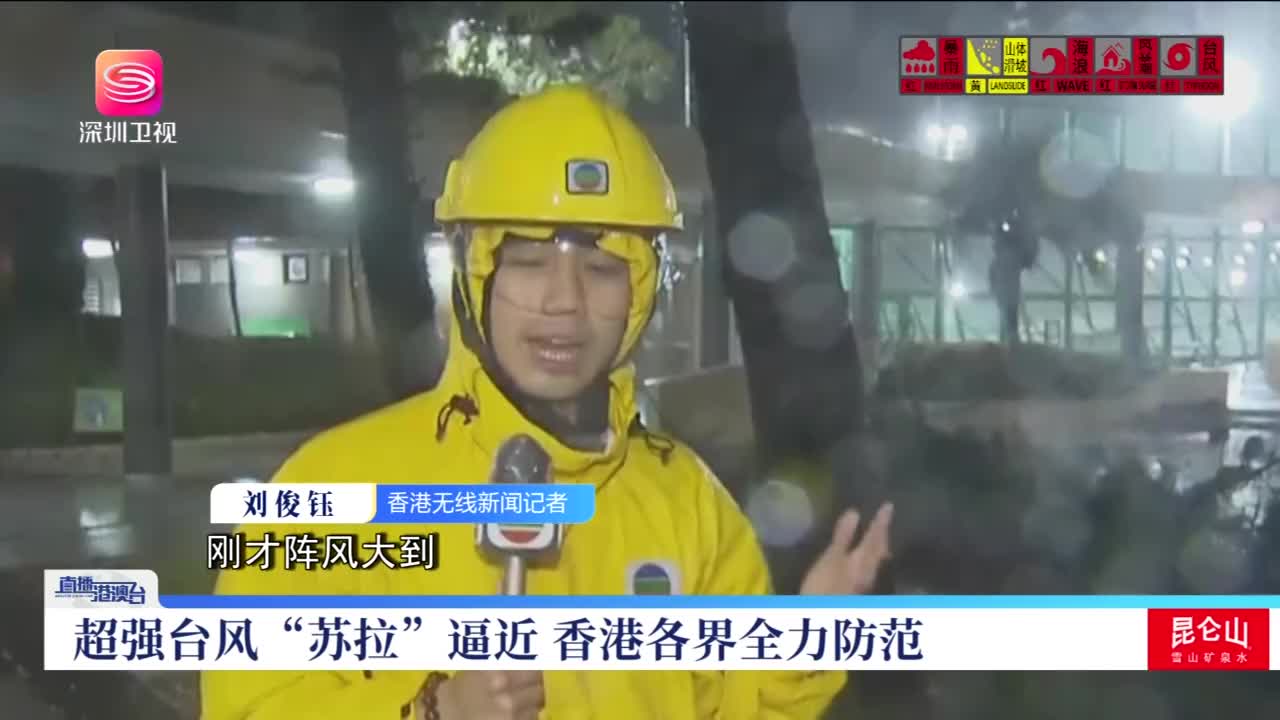 深圳卫视
暴雨 山体滑坡 海浪 风暴潮 台风
红 黄 LANDSLIDE 红 WAVE 红 红
刘俊钰 香港无线新闻记者
刚才阵风大到
直播港澳台
超强台风“苏拉”逼近 香港各界全力防范
昆仑山
雪山矿泉水